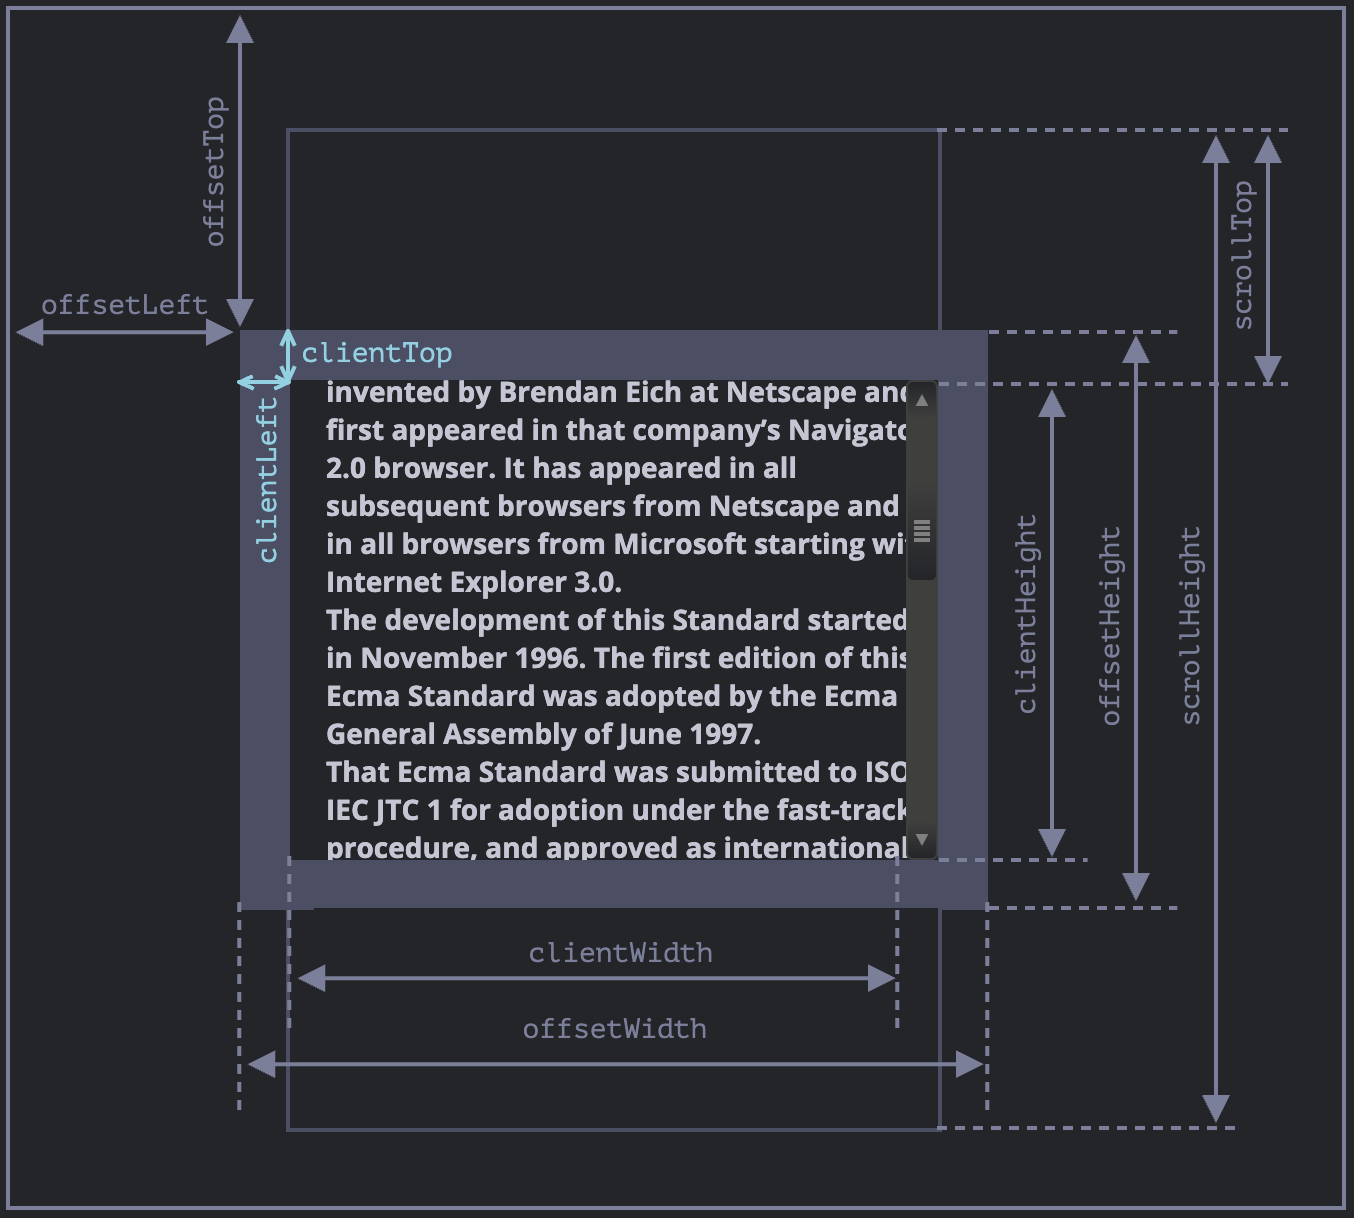 offsetTop
scrollTop
offsetLeft
clientTop
clientLeft
invented by Brendan Eich at Netscape and
first appeared in that company’s Navigato
2.0 browser. It has appeared in all
subsequent browsers from Netscape and
in all browsers from Microsoft starting wit
Internet Explorer 3.0.
The development of this Standard started
in November 1996. The first edition of this
Ecma Standard was adopted by the Ecma
General Assembly of June 1997.
That Ecma Standard was submitted to ISO
IEC JTC 1 for adoption under the fast-track
procedure, and approved as international
clientHeight
offsetHeight
scrollHeight
clientWidth
offsetWidth